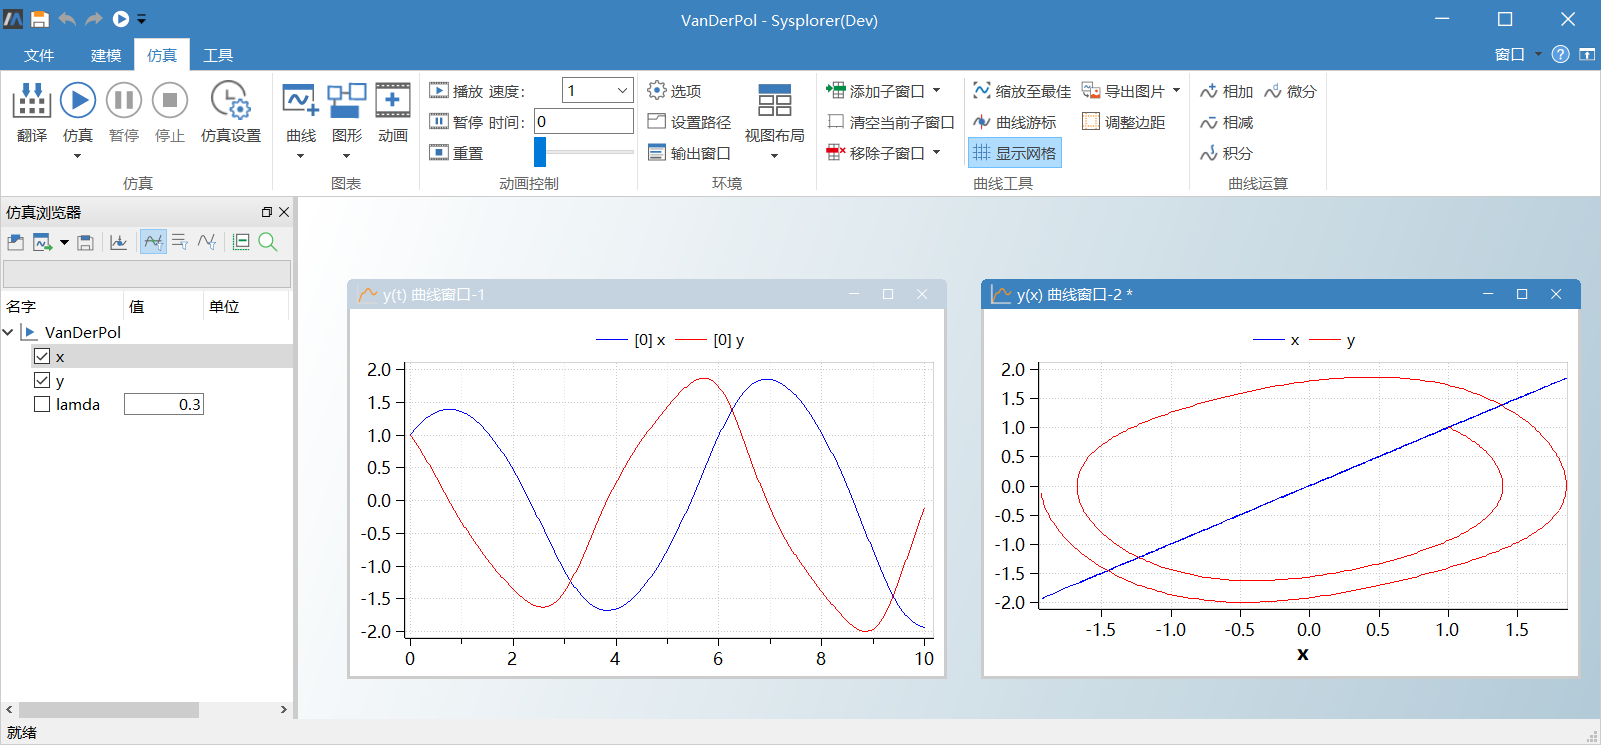 VanDerPol - Sysplorer(Dev)
文件 建模 仿真 工具 窗口
翻译 仿真 暂停 停止 仿真设置
仿真
曲线 图形 动画
图表
播放 速度: 1
暂停 时间: 0
重置
动画控制
选项
设置路径
输出窗口
视图布局
环境
添加子窗口
清空当前子窗口
移除子窗口
缩放至最佳 导出图片
曲线游标 调整边距
显示网格
曲线工具
相加 微分
相减
积分
曲线运算
仿真浏览器
名字 值 单位
VanDerPol
x
y
lamda 0.3
y(t) 曲线窗口-1
[0] x [0] y
2.0
1.5
1.0
0.5
0.0
-0.5
-1.0
-1.5
-2.0
0 2 4 6 8 10
y(x) 曲线窗口-2 *
x y
2.0
1.5
1.0
0.5
0.0
-0.5
-1.0
-1.5
-2.0
-1.5 -1.0 -0.5 0.0 0.5 1.0 1.5
x
就绪